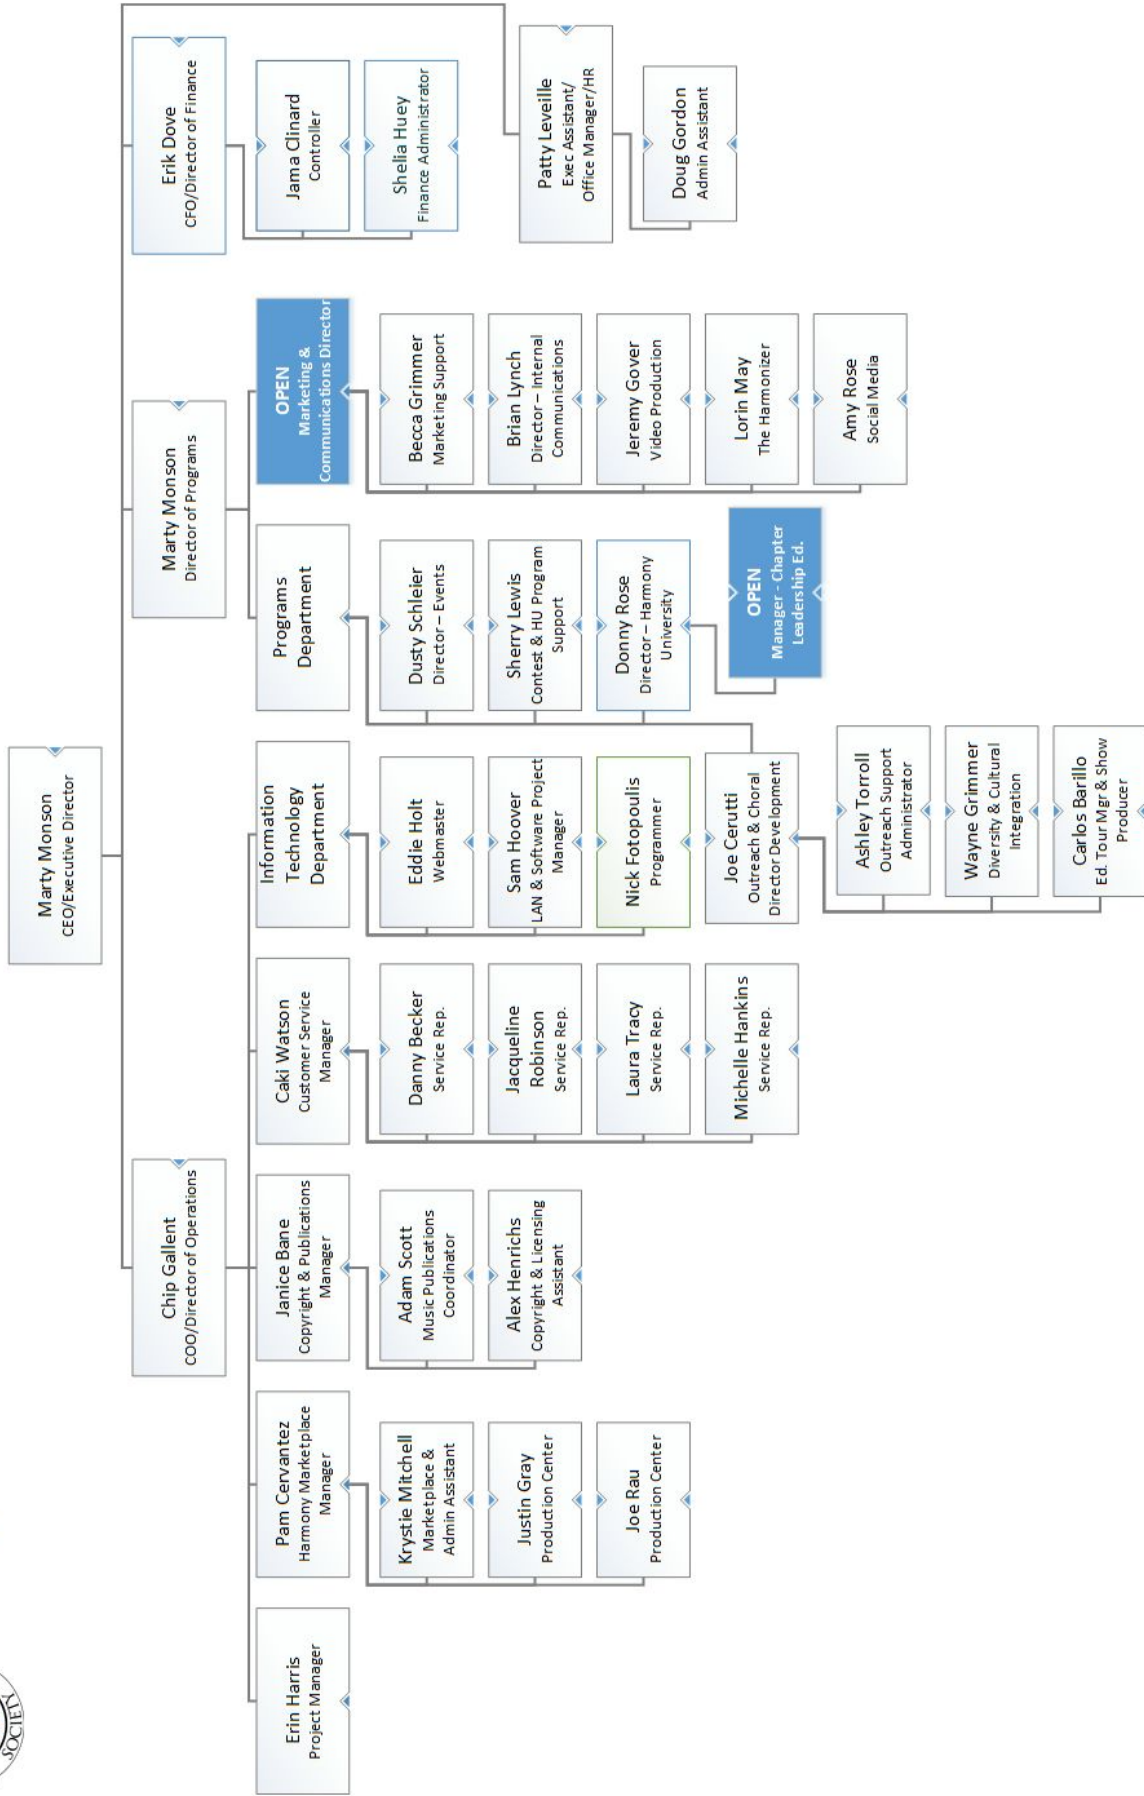 SOCIETY
Marty Monson
CEO/Executive Director
Chip Gallent
COO/Director of Operations
Marty Monson
Director of Programs
Erik Dove
CFO/Director of Finance
Erin Harris
Project Manager
Pam Cervantez
Harmony Marketplace
Manager
Krystie Mitchell
Marketplace &
Admin Assistant
Justin Gray
Production Center
Joe Rau
Production Center
Janice Bane
Copyright & Publications
Manager
Adam Scott
Music Publications
Coordinator
Alex Henrichs
Copyright & Licensing
Assistant
Caki Watson
Customer Service
Manager
Danny Becker
Service Rep.
Jacqueline
Robinson
Service Rep.
Laura Tracy
Service Rep.
Michelle Hankins
Service Rep.
Information
Technology
Department
Eddie Holt
Webmaster
Sam Hoover
LAN & Software Project
Manager
Nick Fotopoulis
Programmer
Programs
Department
Dusty Schleier
Director – Events
Sherry Lewis
Contest & HU Program
Support
Donny Rose
Director – Harmony
University
OPEN
Manager - Chapter
Leadership Ed.
Joe Cerutti
Outreach & Choral
Director Development
Ashley Torroll
Outreach Support
Administrator
Wayne Grimmer
Diversity & Cultural
Integration
Carlos Barillo
Ed. Tour Mgr & Show
Producer
OPEN
Marketing &
Communications Director
Becca Grimmer
Marketing Support
Brian Lynch
Director – Internal
Communications
Jeremy Gover
Video Production
Lorin May
The Harmonizer
Amy Rose
Social Media
Jama Clinard
Controller
Shelia Huey
Finance Administrator
Patty Leveille
Exec Assistant/
Office Manager/HR
Doug Gordon
Admin Assistant